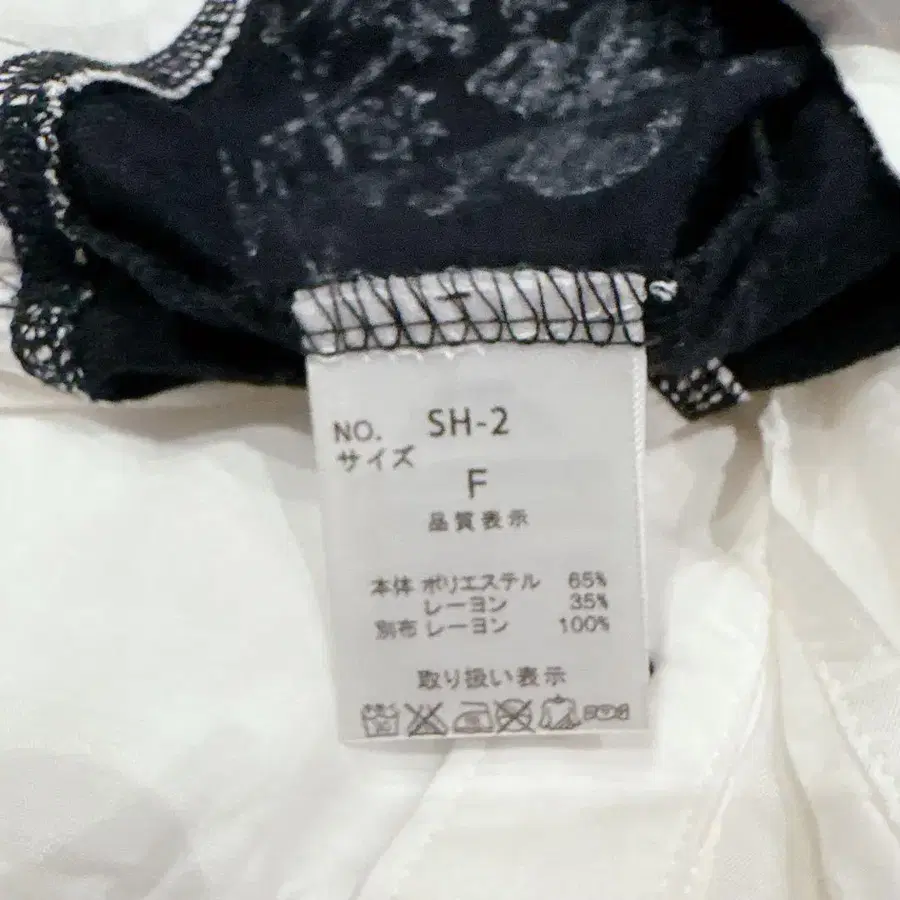 NO. SH-2
サイズ
F
品質表示
本体 ポリエステル 65%
レーヨン 35%
別布 レーヨン 100%
取り扱い表示